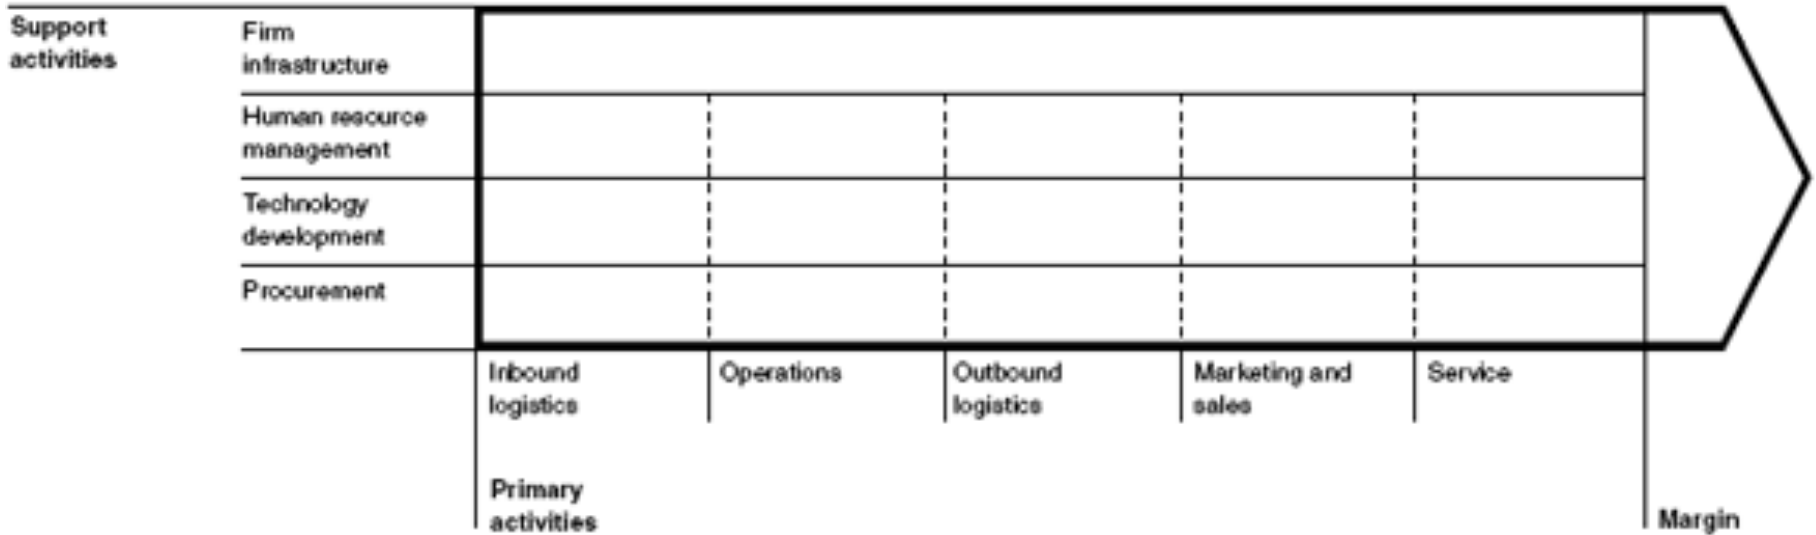 Support
activities
Firm
infrastructure
Human resource
management
Technology
development
Procurement
Inbound
logistics
Operations
Outbound
logistics
Marketing and
sales
Service
Primary
activities
Margin